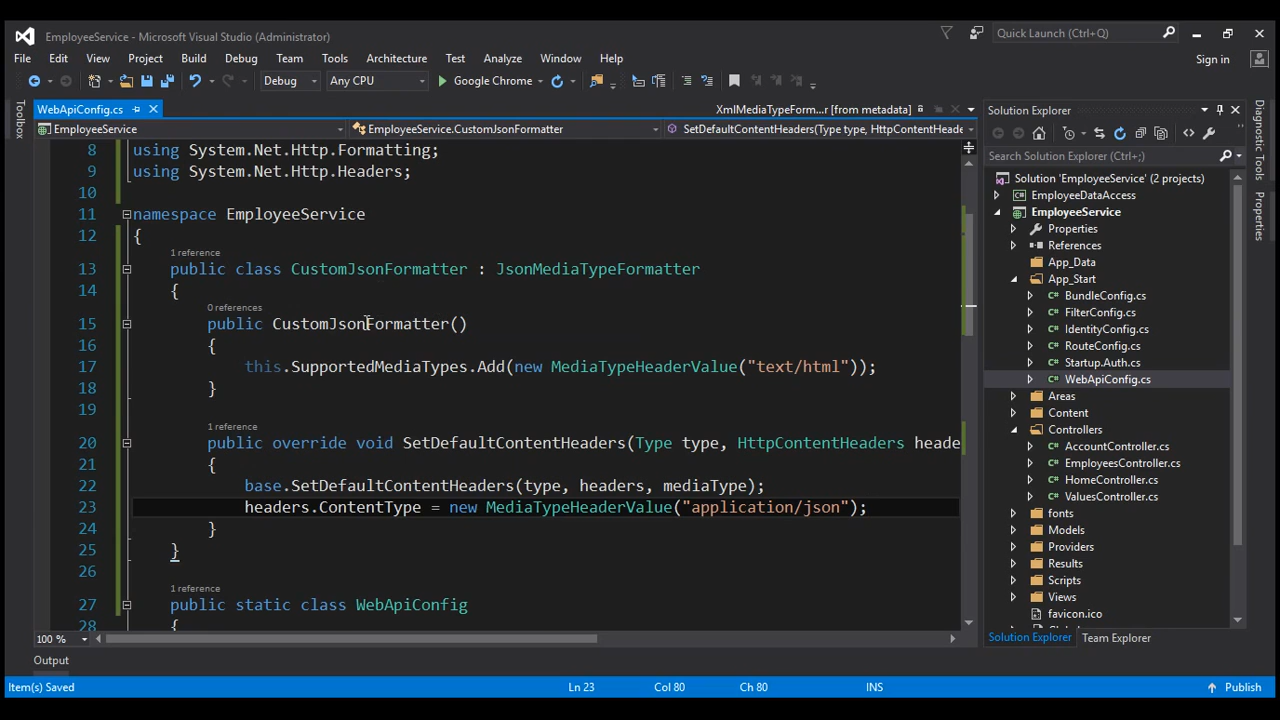 EmployeeService - Microsoft Visual Studio (Administrator)
Quick Launch (Ctrl+Q)
File Edit View Project Build Debug Team Tools Architecture Test Analyze Window Help
Sign in
Debug Any CPU Google Chrome
Toolbox
WebApiConfig.cs
XmlMediaTypeForm...r [from metadata]
EmployeeService
EmployeeService.CustomJsonFormatter
SetDefaultContentHeaders(Type type, HttpContentHeade
8 using System.Net.Http.Formatting;
9 using System.Net.Http.Headers;
10
11 namespace EmployeeService
12 {
1 reference
13 public class CustomJsonFormatter : JsonMediaTypeFormatter
14 {
0 references
15 public CustomJsonFormatter()
16 {
17 this.SupportedMediaTypes.Add(new MediaTypeHeaderValue("text/html"));
18 }
19
1 reference
20 public override void SetDefaultContentHeaders(Type type, HttpContentHeaders heade
21 {
22 base.SetDefaultContentHeaders(type, headers, mediaType);
23 headers.ContentType = new MediaTypeHeaderValue("application/json");
24 }
25 }
26
1 reference
27 public static class WebApiConfig
28 {
100 %
Output
Item(s) Saved
Ln 23 Col 80 Ch 80 INS
Publish
Solution Explorer
Search Solution Explorer (Ctrl+;)
Solution 'EmployeeService' (2 projects)
EmployeeDataAccess
EmployeeService
Properties
References
App_Data
App_Start
BundleConfig.cs
FilterConfig.cs
IdentityConfig.cs
RouteConfig.cs
Startup.Auth.cs
WebApiConfig.cs
Areas
Content
Controllers
AccountController.cs
EmployeesController.cs
HomeController.cs
ValuesController.cs
fonts
Models
Providers
Results
Scripts
Views
favicon.ico
Solution Explorer Team Explorer
Diagnostic Tools
Properties